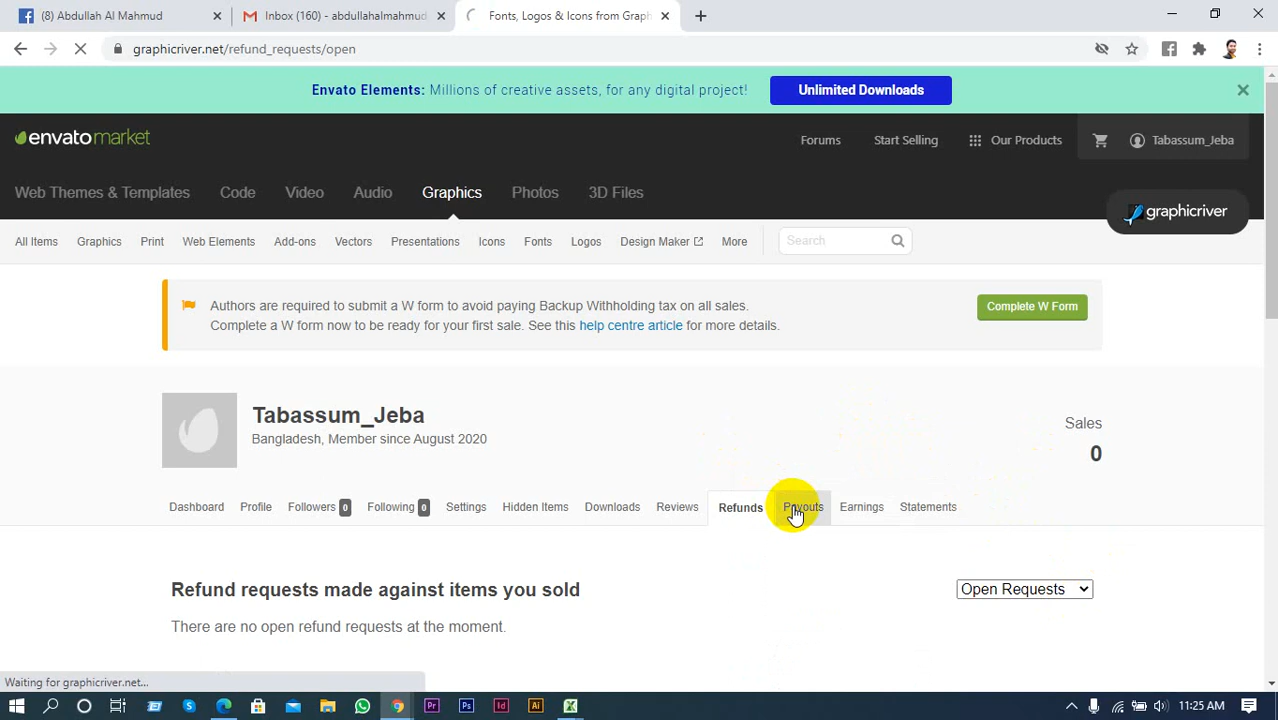 (8) Abdullah Al Mahmud
Inbox (160) - abdullahalmahmud.
Fonts, Logos & Icons from Graph
graphicriver.net/refund_requests/open
Envato Elements: Millions of creative assets, for any digital project!
Unlimited Downloads
envatomarket
Forums Start Selling Our Products Tabassum_Jeba
Web Themes & Templates Code Video Audio Graphics Photos 3D Files
graphicriver
All Items Graphics Print Web Elements Add-ons Vectors Presentations Icons Fonts Logos Design Maker More Search
Authors are required to submit a W form to avoid paying Backup Withholding tax on all sales.
Complete a W form now to be ready for your first sale. See this help centre article for more details.
Complete W Form
Tabassum_Jeba
Bangladesh, Member since August 2020
Sales
0
Dashboard Profile Followers 0 Following 0 Settings Hidden Items Downloads Reviews Refunds Payouts Earnings Statements
Refund requests made against items you sold
Open Requests
There are no open refund requests at the moment.
Waiting for graphicriver.net...
11:25 AM